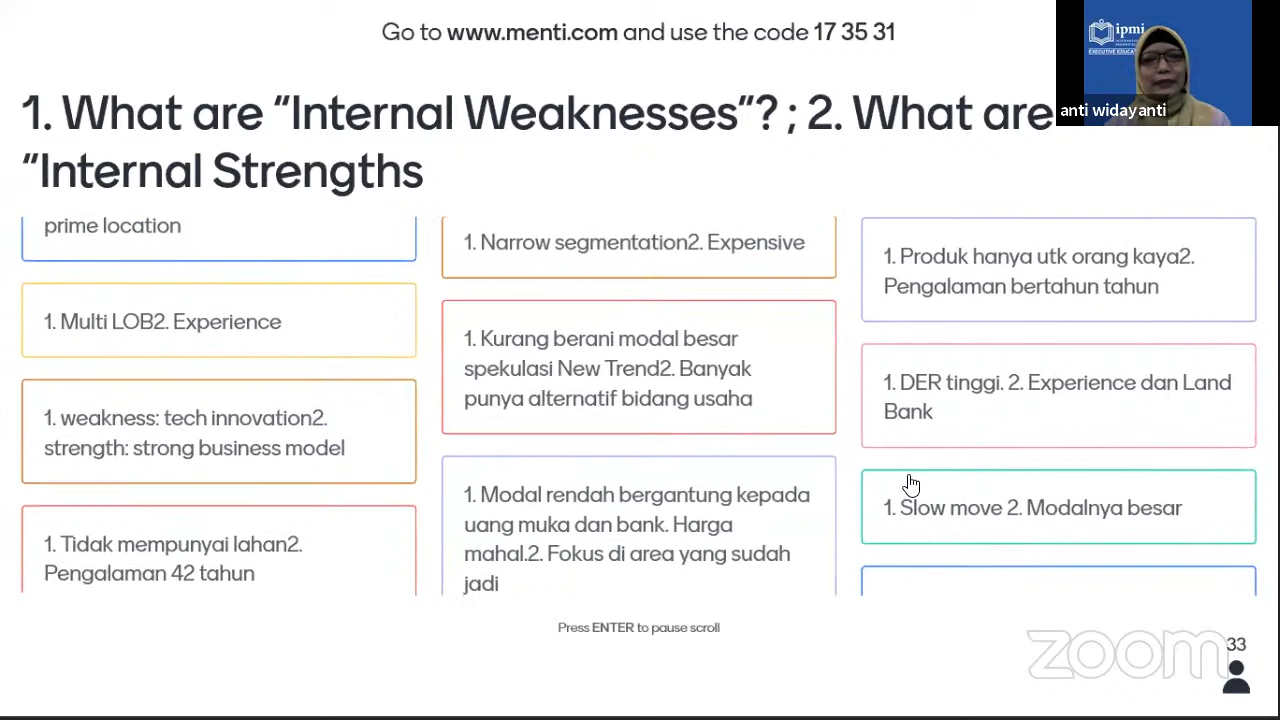 Go to www.menti.com and use the code 17 35 31
ipmi
anti widayanti
1. What are “Internal Weaknesses”? ; 2. What are
“Internal Strengths
prime location
1. Multi LOB2. Experience
1. weakness: tech innovation2.
strength: strong business model
1. Tidak mempunyai lahan2.
Pengalaman 42 tahun
1. Narrow segmentation2. Expensive
1. Kurang berani modal besar
spekulasi New Trend2. Banyak
punya alternatif bidang usaha
1. Modal rendah bergantung kepada
uang muka dan bank. Harga
mahal.2. Fokus di area yang sudah
jadi
1. Produk hanya utk orang kaya2.
Pengalaman bertahun tahun
1. DER tinggi. 2. Experience dan Land
Bank
1. Slow move 2. Modalnya besar
Press ENTER to pause scroll
zoom
33